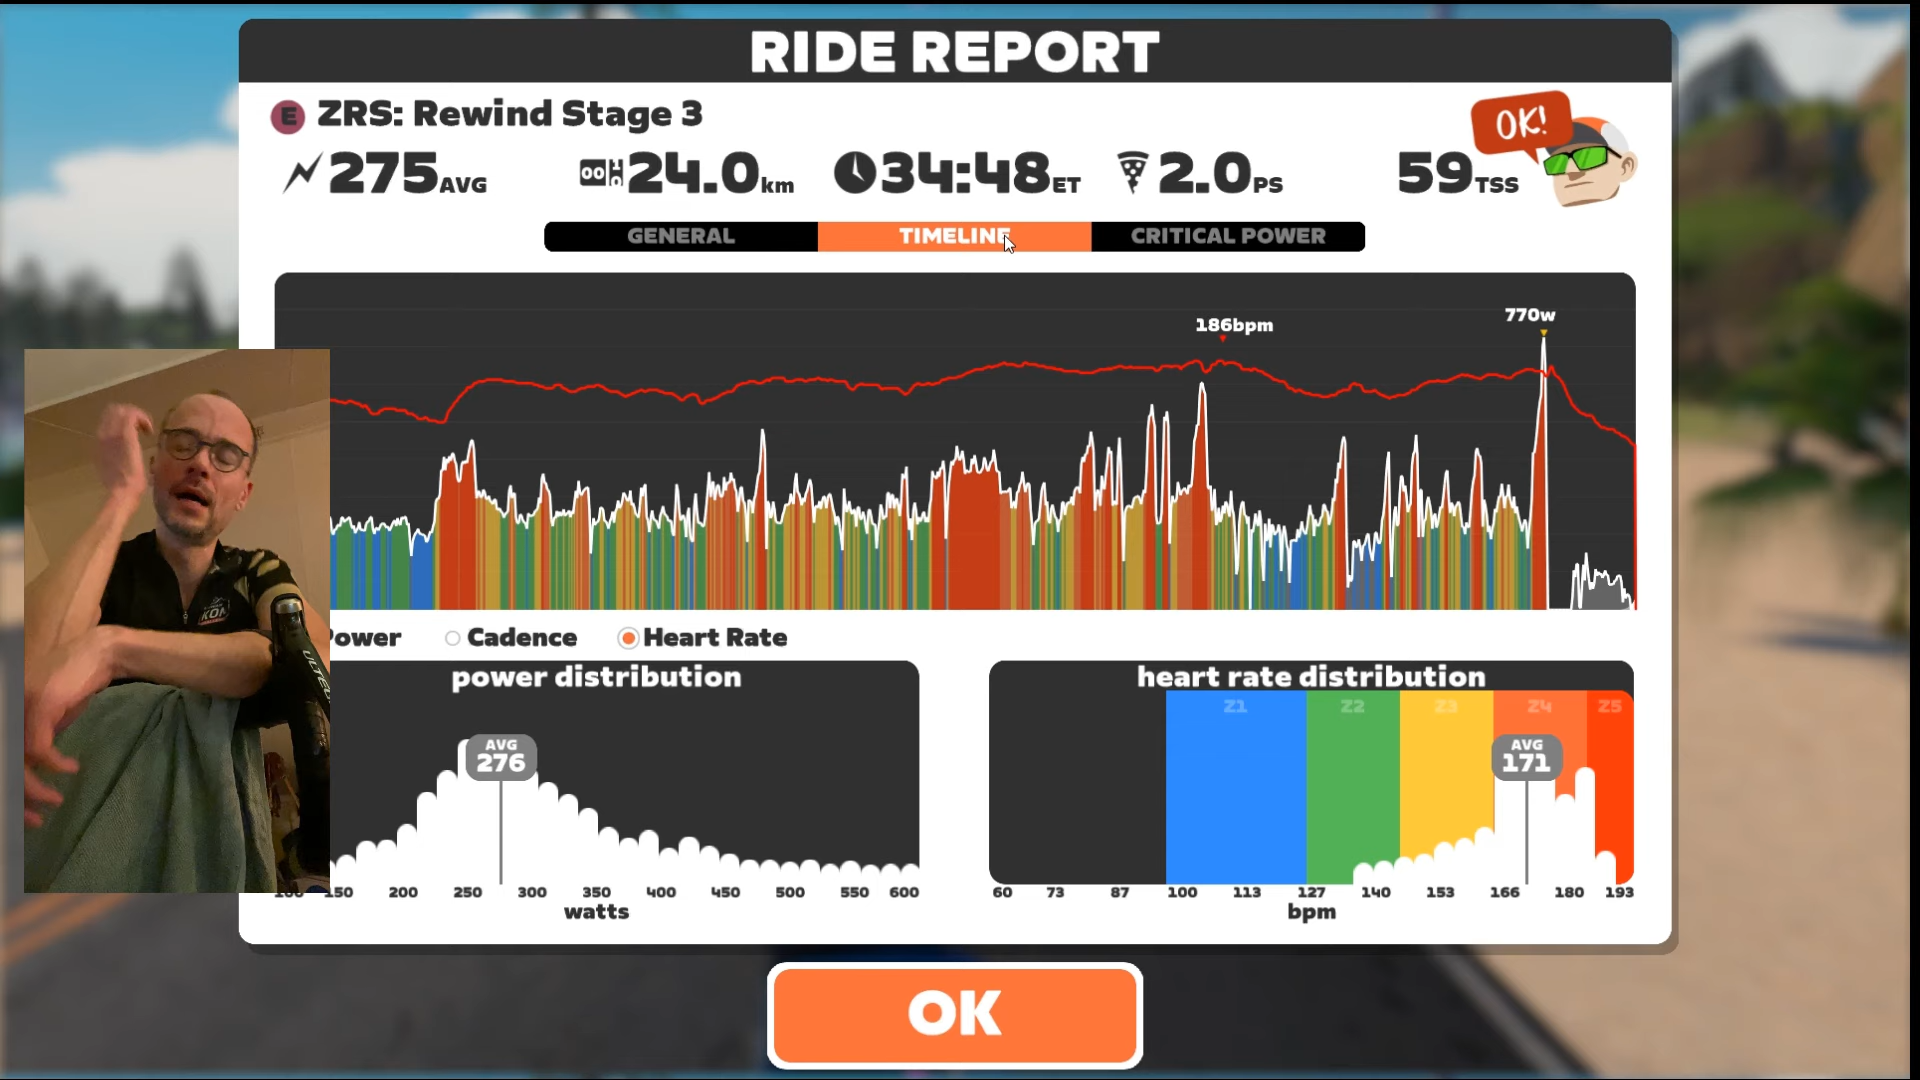 RIDE REPORT
E ZRS: Rewind Stage 3
OK!
275AVG 24.0km 34:48ET 2.0PS 59TSS
GENERAL TIMELINE CRITICAL POWER
186bpm 770w
Power Cadence Heart Rate
power distribution
AVG
276
150 200 250 300 350 400 450 500 550 600
watts
heart rate distribution
Z1 Z2 Z3 Z4 Z5
AVG
171
60 73 87 100 113 127 140 153 166 180 193
bpm
OK